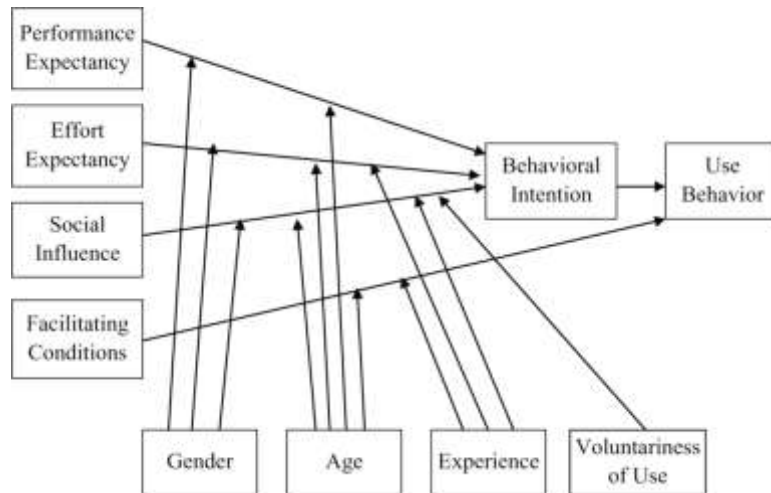 Performance
Expectancy
Effort
Expectancy
Social
Influence
Facilitating
Conditions
Behavioral
Intention
Use
Behavior
Gender
Age
Experience
Voluntariness
of Use